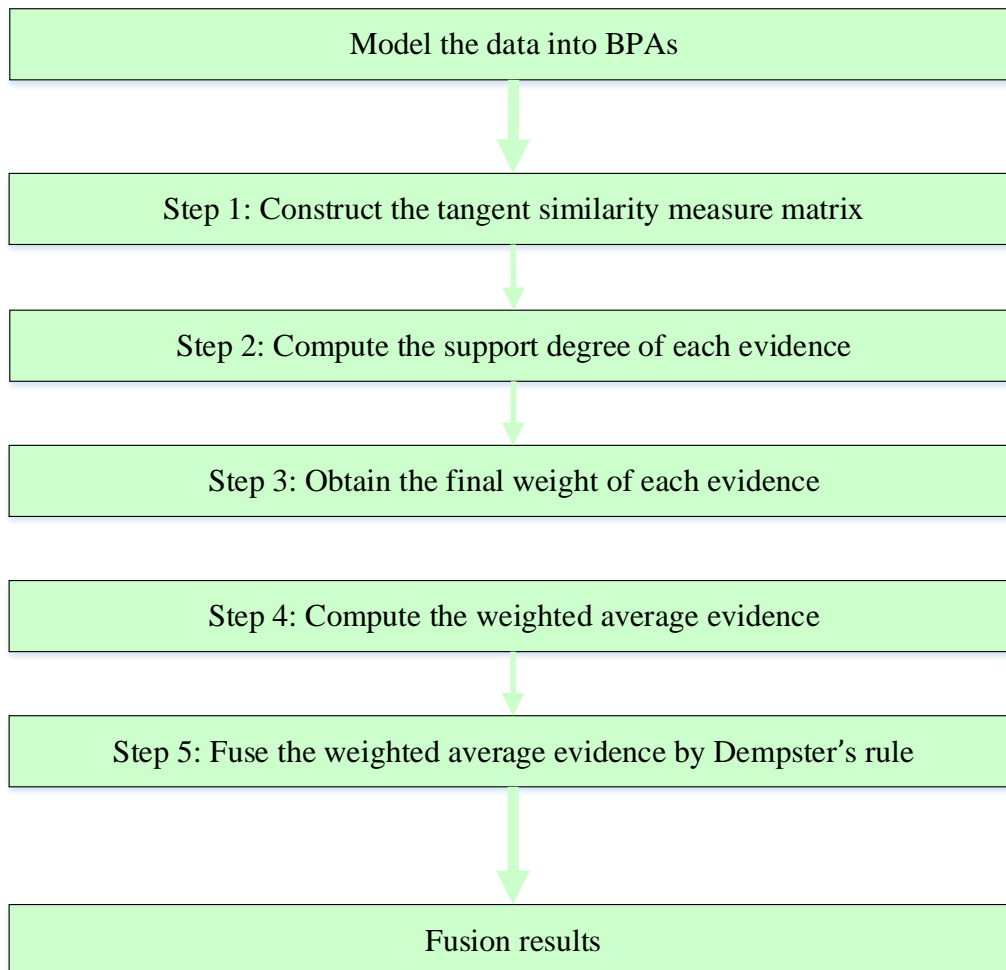 Model the data into BPAs
Step 1: Construct the tangent similarity measure matrix
Step 2: Compute the support degree of each evidence
Step 3: Obtain the final weight of each evidence
Step 4: Compute the weighted average evidence
Step 5: Fuse the weighted average evidence by Dempster’s rule
Fusion results